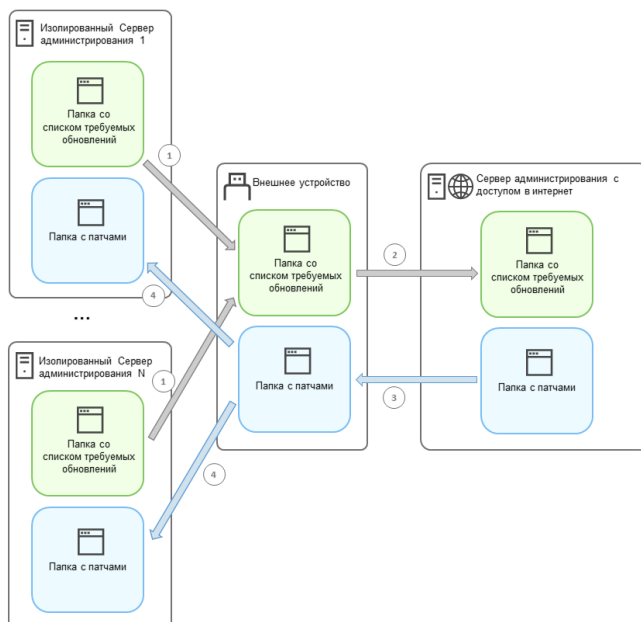 Изолированный Сервер
администрирования 1
Папка со
списком требуемых
обновлений
Папка с патчами
...
Изолированный Сервер
администрирования N
Папка со
списком требуемых
обновлений
Папка с патчами
1
4
1
4
Внешнее устройство
Папка со
списком требуемых
обновлений
Папка с патчами
2
3
Сервер администрирования с
доступом в интернет
Папка со
списком требуемых
обновлений
Папка с патчами